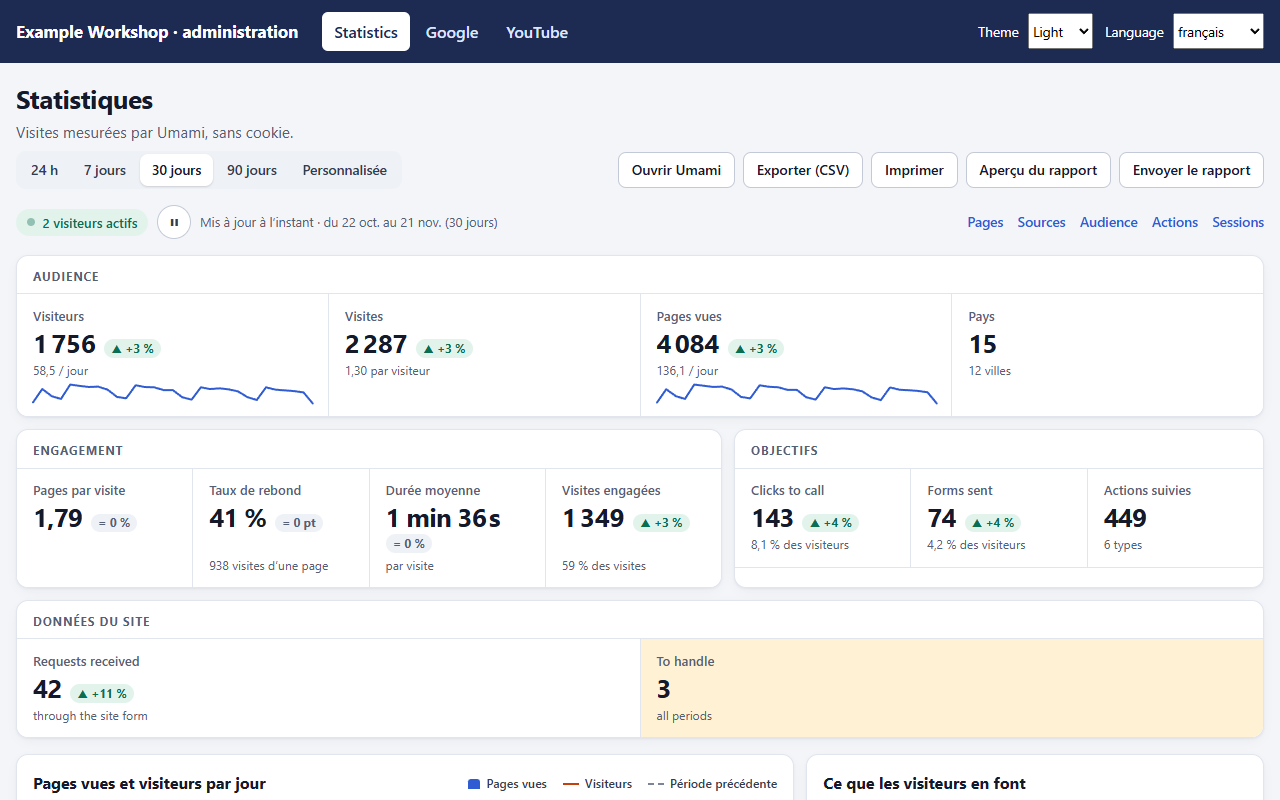 Example Workshop · administration Statistics Google YouTube Theme Light Language français
Statistiques
Visites mesurées par Umami, sans cookie.
24 h 7 jours 30 jours 90 jours Personnalisée Ouvrir Umami Exporter (CSV) Imprimer Aperçu du rapport Envoyer le rapport
2 visiteurs actifs Mis à jour à l’instant · du 22 oct. au 21 nov. (30 jours) Pages Sources Audience Actions Sessions
AUDIENCE
Visiteurs Visites Pages vues Pays
1 756 ▲ +3 % 2 287 ▲ +3 % 4 084 ▲ +3 % 15
58,5 / jour 1,30 par visiteur 136,1 / jour 12 villes
ENGAGEMENT OBJECTIFS
Pages par visite Taux de rebond Durée moyenne Visites engagées Clicks to call Forms sent Actions suivies
1,79 = 0 % 41 % = 0 pt 1 min 36 s 1 349 ▲ +3 % 143 ▲ +4 % 74 ▲ +4 % 449
= 0 % 8,1 % des visiteurs 4,2 % des visiteurs 6 types
938 visites d’une page par visite 59 % des visites
DONNÉES DU SITE
Requests received To handle
42 ▲ +11 % 3
through the site form all periods
Pages vues et visiteurs par jour Pages vues Visiteurs Période précédente Ce que les visiteurs en font